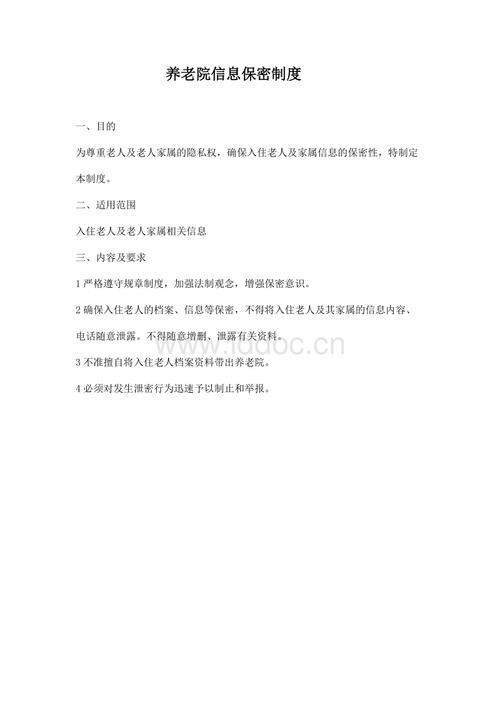 养老院信息保密制度
一、目的
为尊重老人及老人家属的隐私权，确保入住老人及家属信息的保密性，特制定
本制度。
二、适用范围
入住老人及老人家属相关信息
三、内容及要求
1 严格遵守规章制度，加强法制观念，增强保密意识。
2 确保入住老人的档案、信息等保密，不得将入住老人及其家属的信息内容、
电话随意泄露。不得随意增删、泄露有关资料。
3 不准擅自将入住老人档案资料带出养老院。
4 必须对发生泄密行为迅速予以制止和举报。